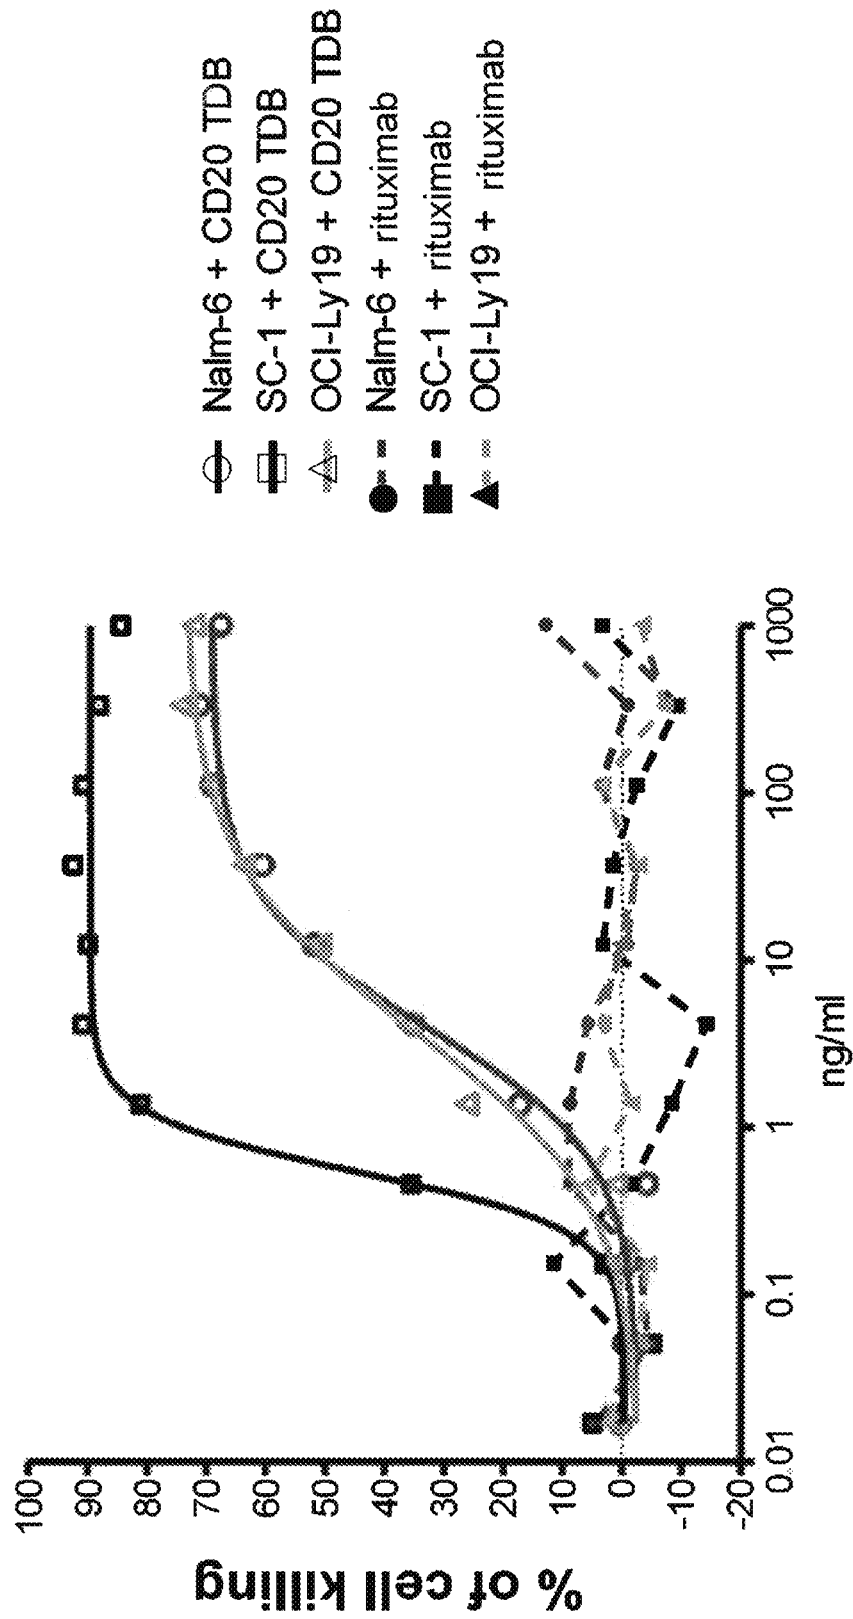 % of cell killing
100
90
80
70
60
50
40
30
20
10
0
-10
-20
0.01
0.1
1
10
100
1000
ng/ml
Nalm-6 + CD20 TDB
SC-1 + CD20 TDB
OCI-Ly19 + CD20 TDB
Nalm-6 + rituximab
SC-1 + rituximab
OCI-Ly19 + rituximab